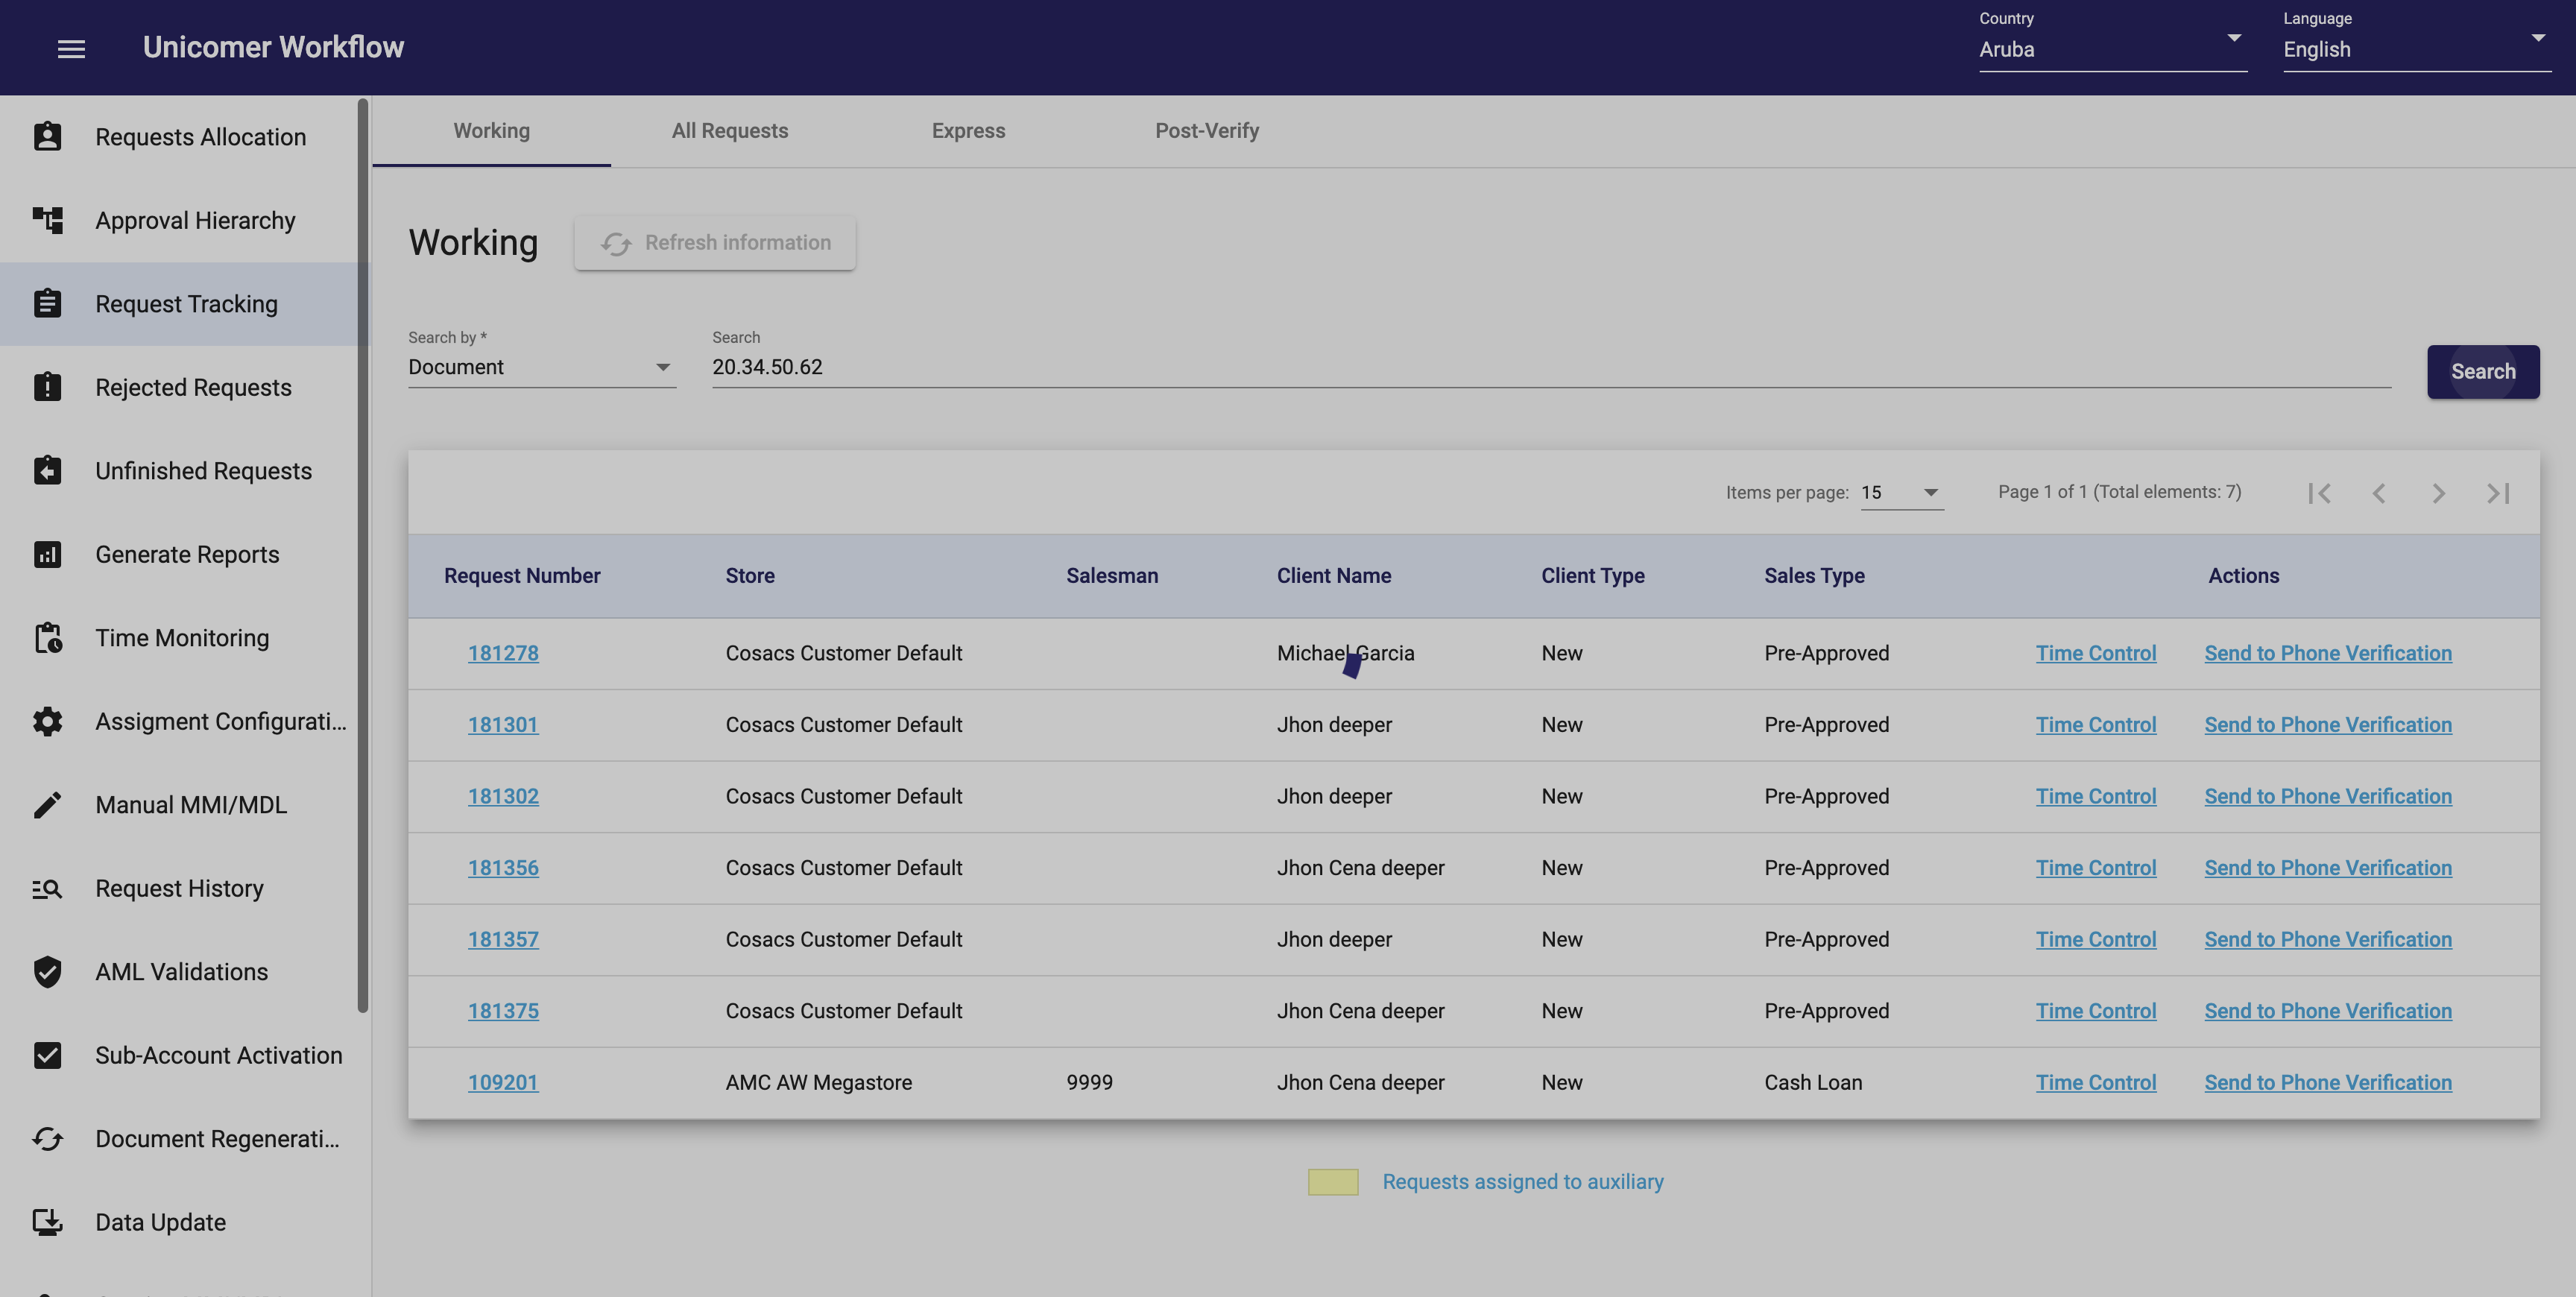 Unicomer Workflow
Country
Aruba
Language
English
Requests Allocation
Approval Hierarchy
Request Tracking
Rejected Requests
Unfinished Requests
Generate Reports
Time Monitoring
Assigment Configurati...
Manual MMI/MDL
Request History
AML Validations
Sub-Account Activation
Document Regenerati...
Data Update
Working All Requests Express Post-Verify
Working Refresh information
Search by * Search
Document 20.34.50.62 Search
Items per page: 15 Page 1 of 1 (Total elements: 7)
Request Number Store Salesman Client Name Client Type Sales Type Actions
181278 Cosacs Customer Default Michael Garcia New Pre-Approved Time Control Send to Phone Verification
181301 Cosacs Customer Default Jhon deeper New Pre-Approved Time Control Send to Phone Verification
181302 Cosacs Customer Default Jhon deeper New Pre-Approved Time Control Send to Phone Verification
181356 Cosacs Customer Default Jhon Cena deeper New Pre-Approved Time Control Send to Phone Verification
181357 Cosacs Customer Default Jhon deeper New Pre-Approved Time Control Send to Phone Verification
181375 Cosacs Customer Default Jhon Cena deeper New Pre-Approved Time Control Send to Phone Verification
109201 AMC AW Megastore 9999 Jhon Cena deeper New Cash Loan Time Control Send to Phone Verification
Requests assigned to auxiliary